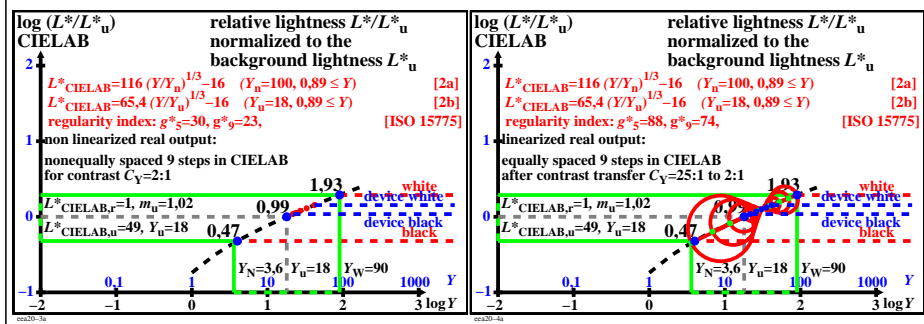 log (L*/L*u)
CIELAB
relative lightness L*/L*u
normalized to the
background lightness L*u
L*CIELAB=116 (Y/Yn)1/3–16 (Yn=100, 0,89 ≤ Y) [2a]
L*CIELAB=65,4 (Y/Yu)1/3–16 (Yu=18, 0,89 ≤ Y) [2b]
regularity index: g*5=30, g*9=23, [ISO 15775]
non linearized real output:
nonequally spaced 9 steps in CIELAB
for contrast CY=2:1
2
1
0
–1
1,93
0,99
0,47
white
device white
device black
black
L*CIELAB,r=1, mu=1,02
L*CIELAB,u=49, Yu=18
YN=3,6 Yu=18 YW=90
0,1 1 10 100 1000 Y
–2 –1 0 1 2 3 log Y
eea20–3a
log (L*/L*u)
CIELAB
relative lightness L*/L*u
normalized to the
background lightness L*u
L*CIELAB=116 (Y/Yn)1/3–16 (Yn=100, 0,89 ≤ Y) [2a]
L*CIELAB=65,4 (Y/Yu)1/3–16 (Yu=18, 0,89 ≤ Y) [2b]
regularity index: g*5=88, g*9=74, [ISO 15775]
linearized real output:
equally spaced 9 steps in CIELAB
after contrast transfer CY=25:1 to 2:1
2
1
0
–1
1,93
0,99
0,47
white
device white
device black
black
L*CIELAB,r=1, mu=1,02
L*CIELAB,u=49, Yu=18
YN=3,6 Yu=18 YW=90
0,1 1 10 100 1000 Y
–2 –1 0 1 2 3 log Y
eea20–4a